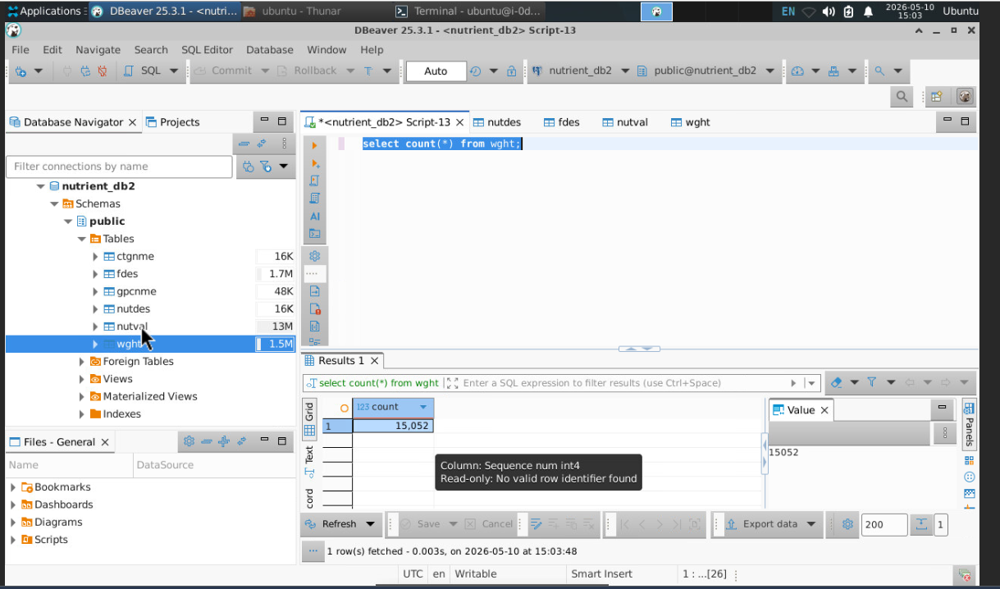 Applications
DBeaver 25.3.1 - <nutri...
ubuntu - Thunar
Terminal - ubuntu@i-0d...
EN
2026-05-10
15:03
Ubuntu
DBeaver 25.3.1 - <nutrient_db2> Script-13
File Edit Navigate Search SQL Editor Database Window Help
SQL Commit Rollback T Auto nutrient_db2 public@nutrient_db2
Database Navigator Projects
*<nutrient_db2> Script-13 nutdes fdes nutval wght
Filter connections by name
nutrient_db2
Schemas
public
Tables
ctgnme 16K
fdes 1.7M
gpcnme 48K
nutdes 16K
nutval 13M
wght 1.5M
Foreign Tables
Views
Materialized Views
Indexes
select count(*) from wght;
AI
Files - General
Name DataSource
Bookmarks
Dashboards
Diagrams
Scripts
Results 1
select count(*) from wght Enter a SQL expression to filter results (use Ctrl+Space)
Grid
Text
cord
123 count
1 15,052
Column: Sequence num int4
Read-only: No valid row identifier found
Value
15052
Panels
Refresh Save Cancel Export data 200 1
1 row(s) fetched - 0.003s, on 2026-05-10 at 15:03:48
UTC en Writable Smart Insert 1 : ...[26]